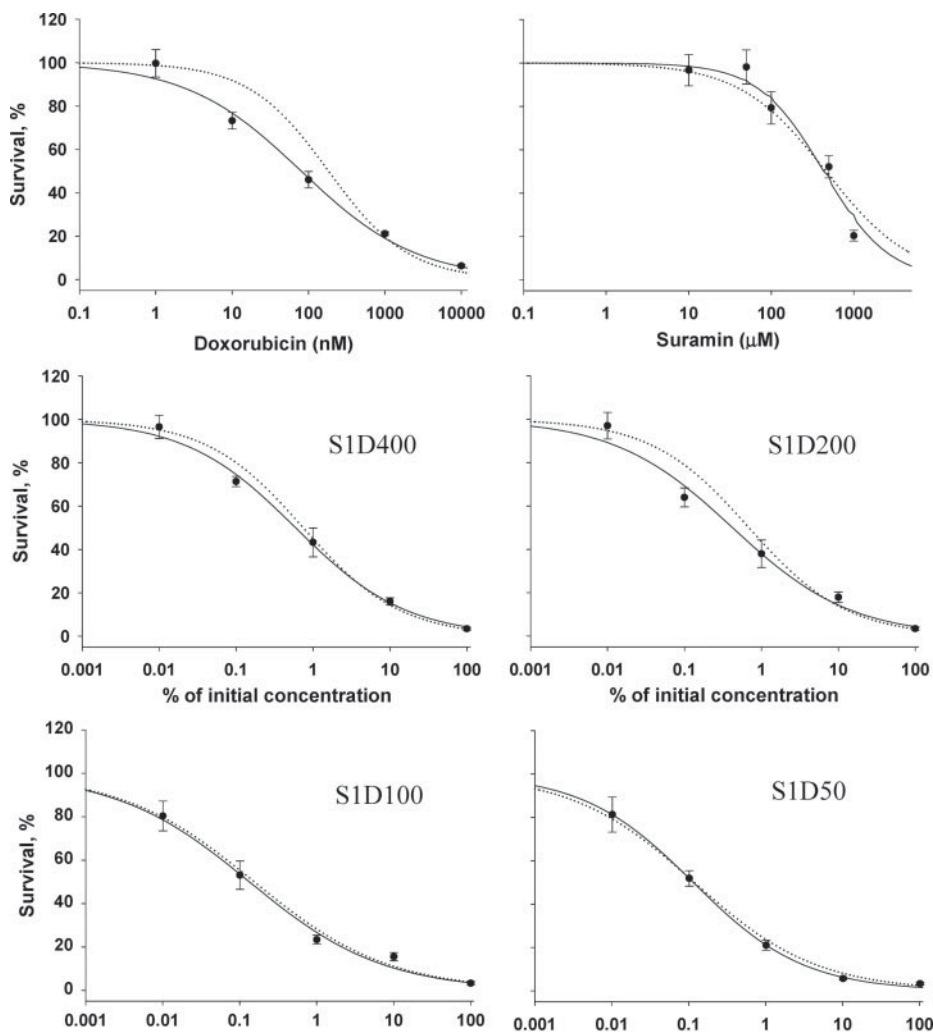 120
100
80
60
40
20
0
Survival, %
0.1 1 10 100 1000 10000
Doxorubicin (nM)
0.1 1 10 100 1000
Suramin (μM)
120
100
80
60
40
20
0
Survival, %
S1D400
0.001 0.01 0.1 1 10 100
% of initial concentration
S1D200
0.001 0.01 0.1 1 10 100
% of initial concentration
120
100
80
60
40
20
0
Survival, %
S1D100
0.001 0.01 0.1 1 10 100
S1D50
0.001 0.01 0.1 1 10 100